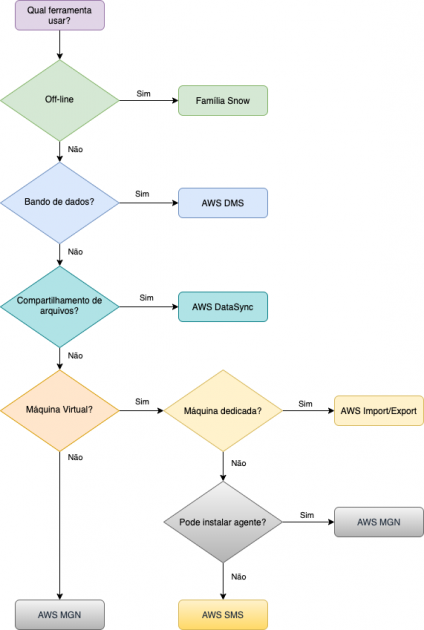 Qual ferramenta
usar?
Off-line
Sim
Família Snow
Não
Bando de dados?
Sim
AWS DMS
Não
Compartilhamento de
arquivos?
Sim
AWS DataSync
Não
Máquina Virtual?
Sim
Máquina dedicada?
Sim
AWS Import/Export
Não
Não
Pode instalar agente?
Sim
AWS MGN
Não
AWS MGN
AWS SMS